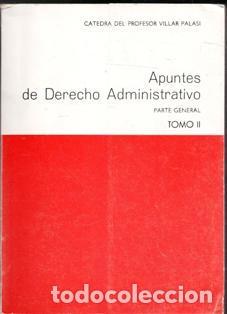 CATEDRA DEL PROFESOR VILLAR PALASI
Apuntes
de Derecho Administrativo
PARTE GENERAL
TOMO II
todocoleccion